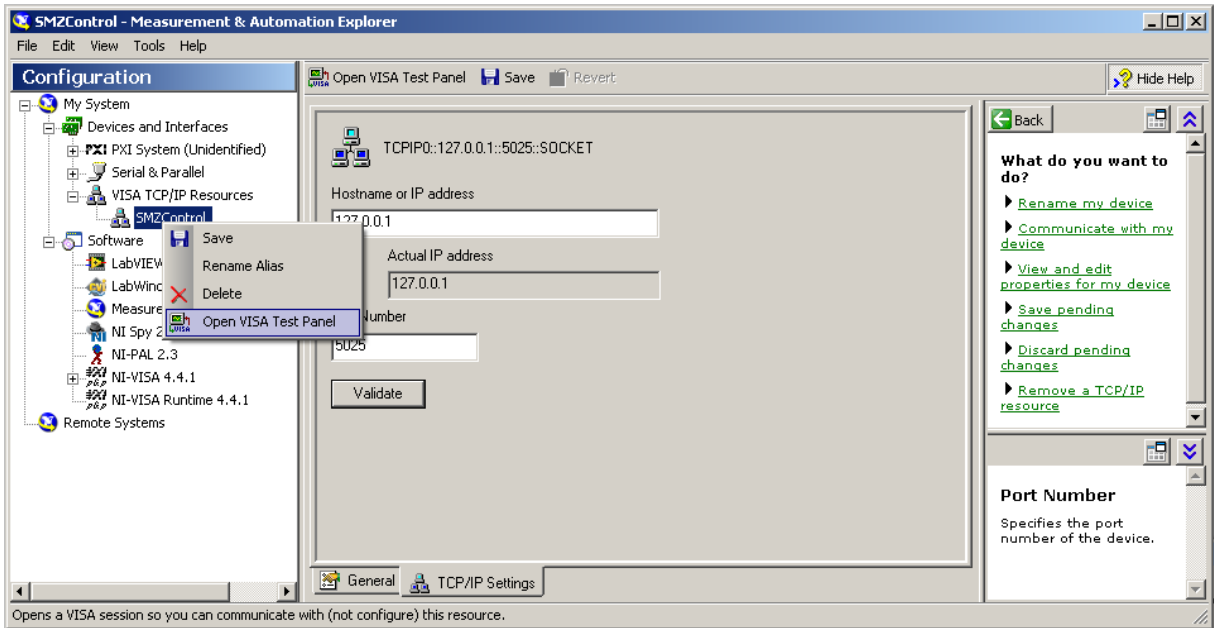 SMZControl - Measurement & Automation Explorer
File Edit View Tools Help
Configuration
Open VISA Test Panel Save Revert
Hide Help
My System
Devices and Interfaces
PXI System (Unidentified)
Serial & Parallel
VISA TCP/IP Resources
SMZControl
Software
LabVIEW
LabWind
Measure
NI Spy 2
NI-PAL 2.3
NI-VISA 4.4.1
NI-VISA Runtime 4.4.1
Remote Systems
Save
Rename Alias
Delete
Open VISA Test Panel
TCPIP0::127.0.0.1::5025::SOCKET
Hostname or IP address
127.0.0.1
Actual IP address
127.0.0.1
Number
5025
Validate
General TCP/IP Settings
Back
What do you want to
do?
Rename my device
Communicate with my
device
View and edit
properties for my device
Save pending
changes
Discard pending
changes
Remove a TCP/IP
resource
Port Number
Specifies the port
number of the device.
Opens a VISA session so you can communicate with (not configure) this resource.